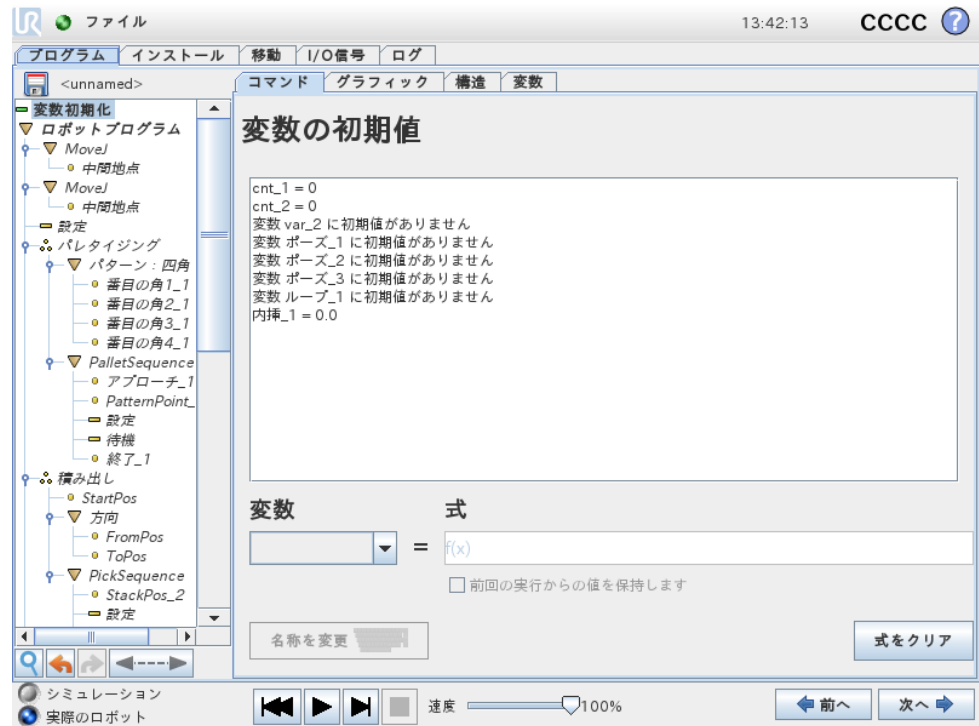 UR ファイル 13:42:13 CCCC ?
プログラム インストール 移動 I/O信号 ログ
<unnamed>
コマンド グラフィック 構造 変数
変数初期化
ロボットプログラム
MoveJ
中間地点
MoveJ
中間地点
設定
パレタイジング
パターン：四角
番目の角1_1
番目の角2_1
番目の角3_1
番目の角4_1
PalletSequence
アプローチ_1
PatternPoint_
設定
待機
終了_1
積み出し
StartPos
方向
FromPos
ToPos
PickSequence
StackPos_2
設定
変数の初期値
cnt_1 = 0
cnt_2 = 0
変数 var_2 に初期値がありません
変数 ポーズ_1 に初期値がありません
変数 ポーズ_2 に初期値がありません
変数 ポーズ_3 に初期値がありません
変数 ループ_1 に初期値がありません
内挿_1 = 0.0
変数 式
= f(x)
前回の実行からの値を保持します
名称を変更
式をクリア
シミュレーション
実際のロボット
速度 100%
前へ 次へ